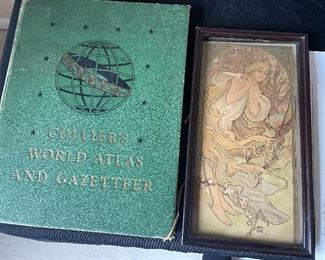 COLLIER'S
WORLD ATLAS
AND GAZETTEER